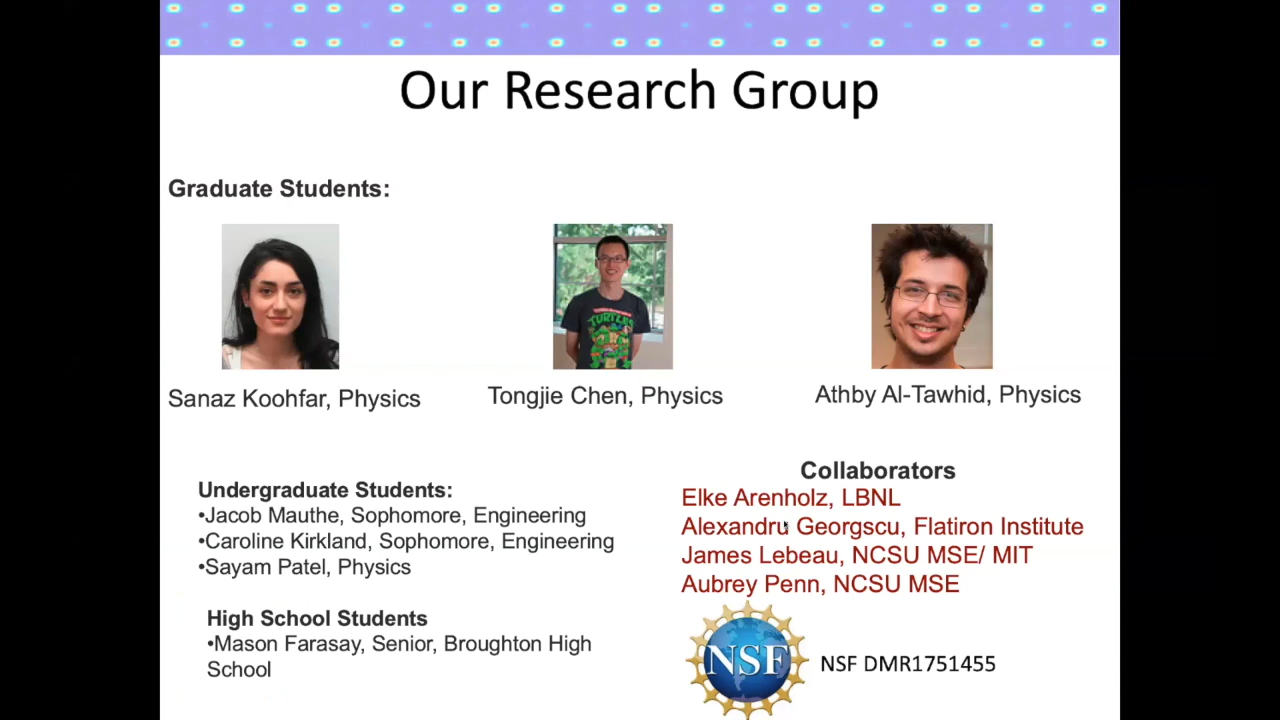 Our Research Group
Graduate Students:
Sanaz Koohfar, Physics
Tongjie Chen, Physics
Athby Al-Tawhid, Physics
Undergraduate Students:
•Jacob Mauthe, Sophomore, Engineering
•Caroline Kirkland, Sophomore, Engineering
•Sayam Patel, Physics
High School Students
•Mason Farasay, Senior, Broughton High
School
Collaborators
Elke Arenholz, LBNL
Alexandru Georgscu, Flatiron Institute
James Lebeau, NCSU MSE/ MIT
Aubrey Penn, NCSU MSE
NSF
NSF DMR1751455
TURTLES